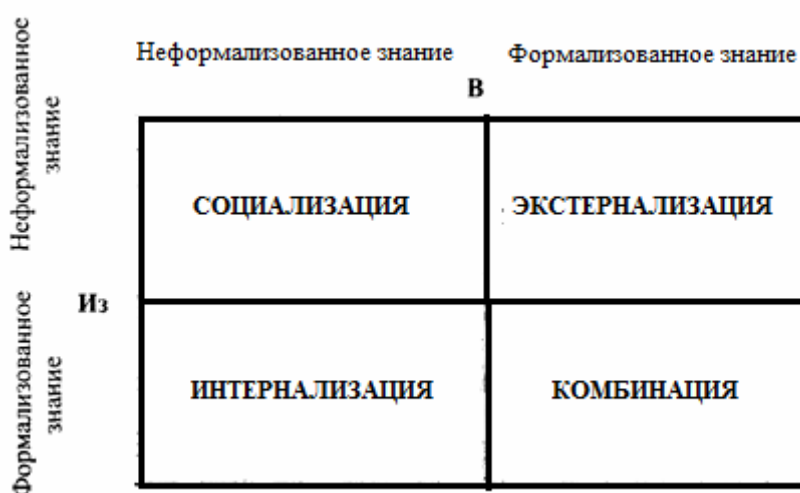 Неформализованное знание Формализованное знание
В
Неформализованное
знание
СОЦИАЛИЗАЦИЯ ЭКСТЕРНАЛИЗАЦИЯ
Из
Формализованное
знание
ИНТЕРНАЛИЗАЦИЯ КОМБИНАЦИЯ